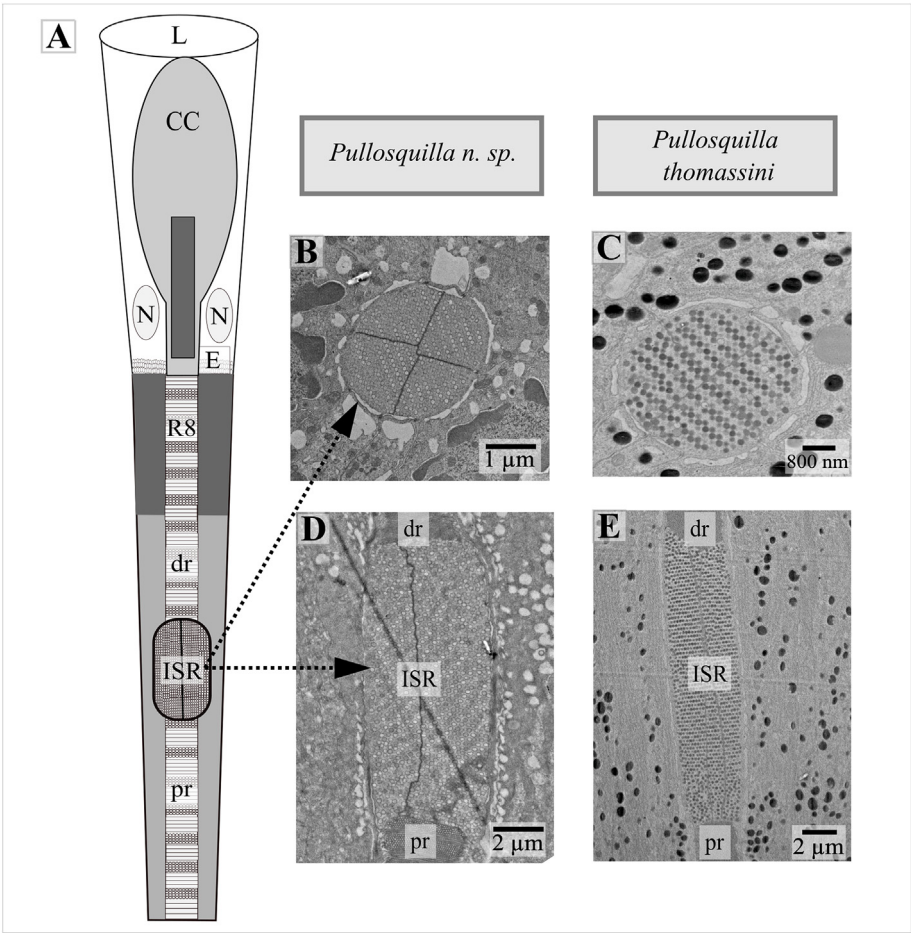 A
L
CC
N
N
E
R8
dr
ISR
pr
Pullosquilla n. sp.
Pullosquilla
thomassini
B
1 µm
C
800 nm
D
dr
ISR
pr
2 µm
E
dr
ISR
pr
2 µm